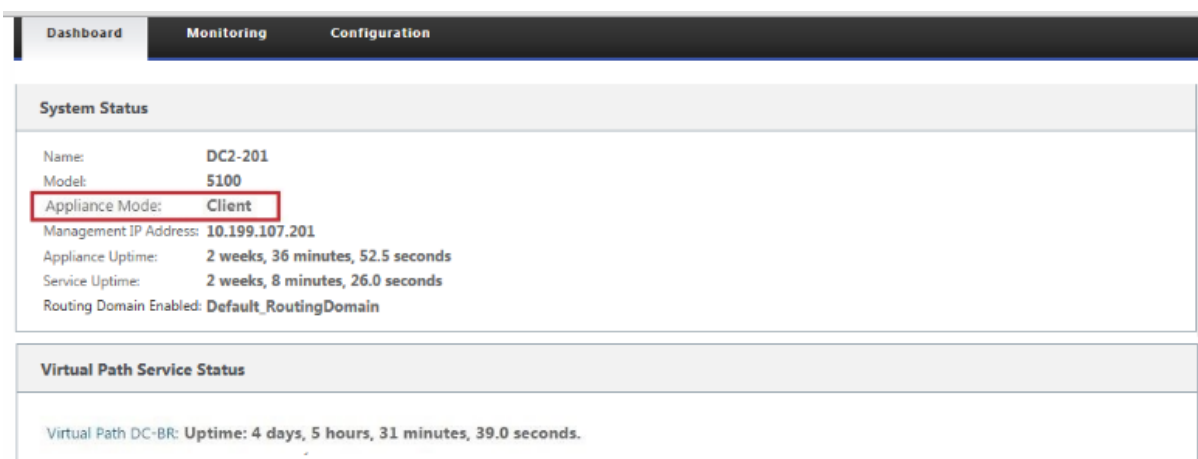 Dashboard Monitoring Configuration
System Status
Name: DC2-201
Model: 5100
Appliance Mode: Client
Management IP Address: 10.199.107.201
Appliance Uptime: 2 weeks, 36 minutes, 52.5 seconds
Service Uptime: 2 weeks, 8 minutes, 26.0 seconds
Routing Domain Enabled: Default_RoutingDomain
Virtual Path Service Status
Virtual Path DC-BR: Uptime: 4 days, 5 hours, 31 minutes, 39.0 seconds.